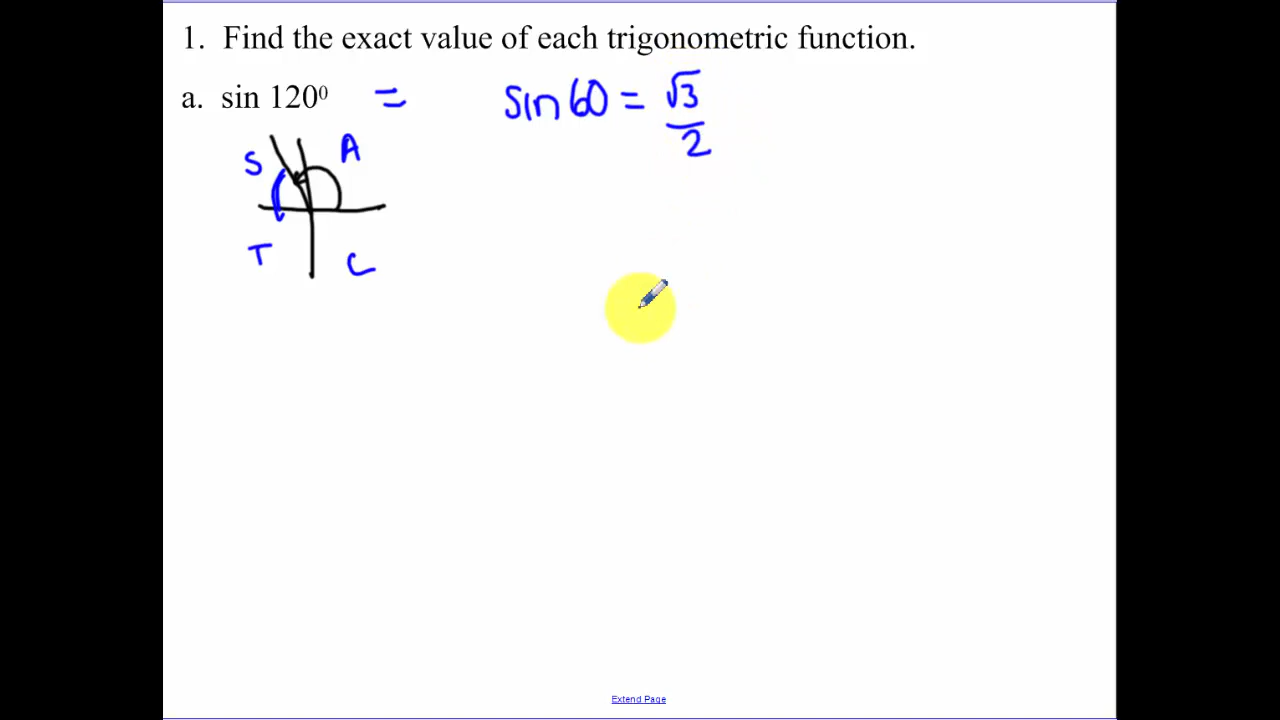 1. Find the exact value of each trigonometric function.
a. sin 120⁰ = sin 60 = √3/2
S A
T C
Extend Page